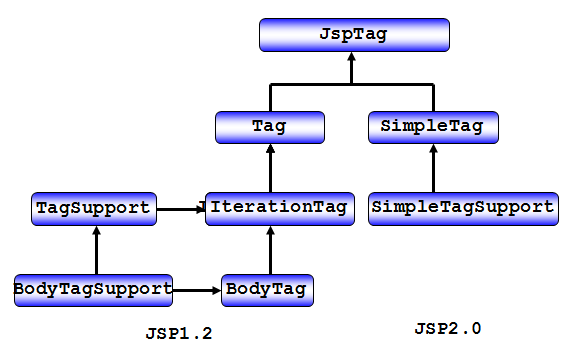 JspTag
Tag
SimpleTag
TagSupport
IterationTag
SimpleTagSupport
BodyTagSupport
BodyTag
JSP1.2
JSP2.0